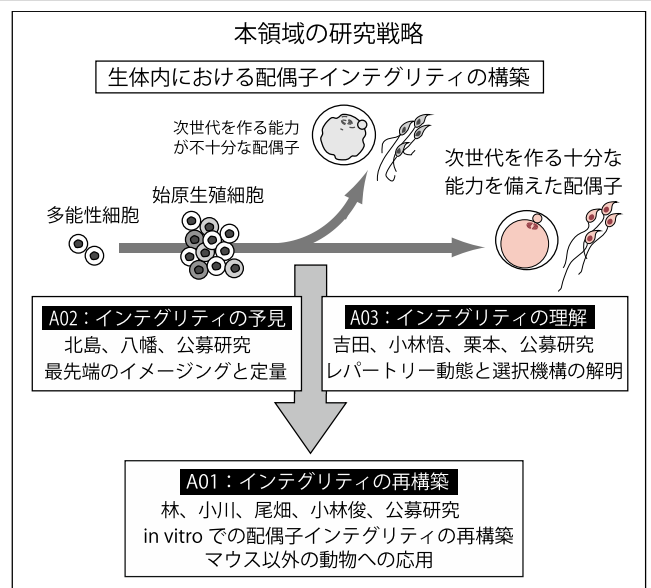 本領域の研究戦略
生体内における配偶子インテグリティの構築
次世代を作る能力
が不十分な配偶子
次世代を作る十分な
能力を備えた配偶子
始原生殖細胞
多能性細胞
A02：インテグリティの予見
北島、八幡、公募研究
最先端のイメージングと定量
A03：インテグリティの理解
吉田、小林悟、栗本、公募研究
レパートリー動態と選択機構の解明
A01：インテグリティの再構築
林、小川、尾畑、小林俊、公募研究
in vitro での配偶子インテグリティの再構築
マウス以外の動物への応用